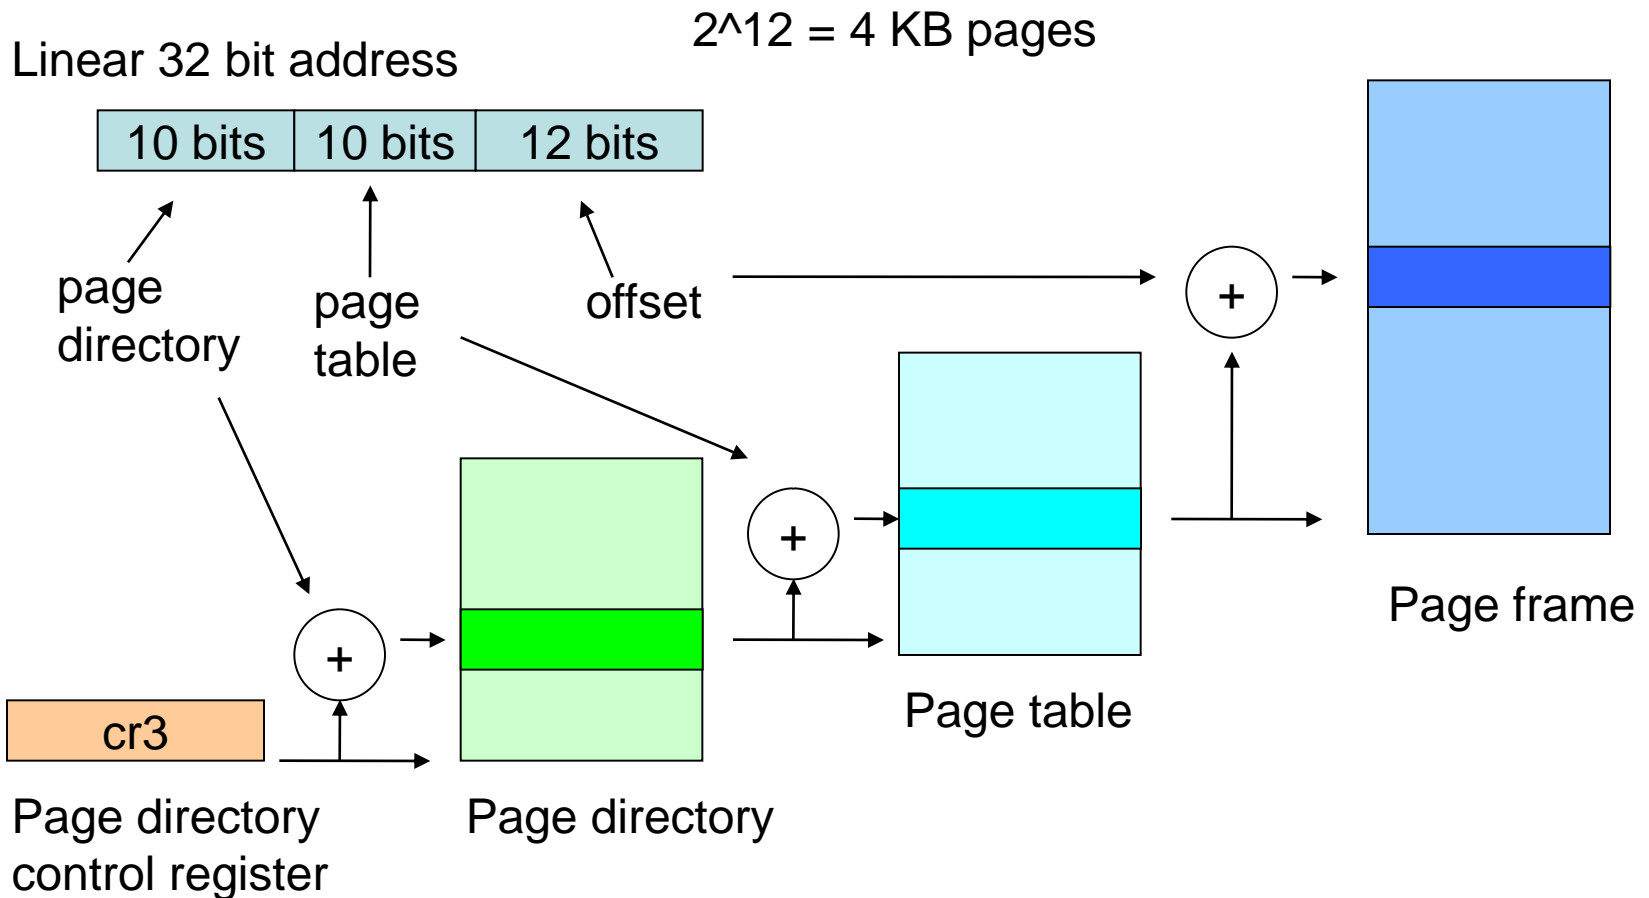 2^12 = 4 KB pages
Linear 32 bit address
10 bits
10 bits
12 bits
page
directory
page
table
offset
+
+
+
cr3
Page frame
Page table
Page directory
control register
Page directory